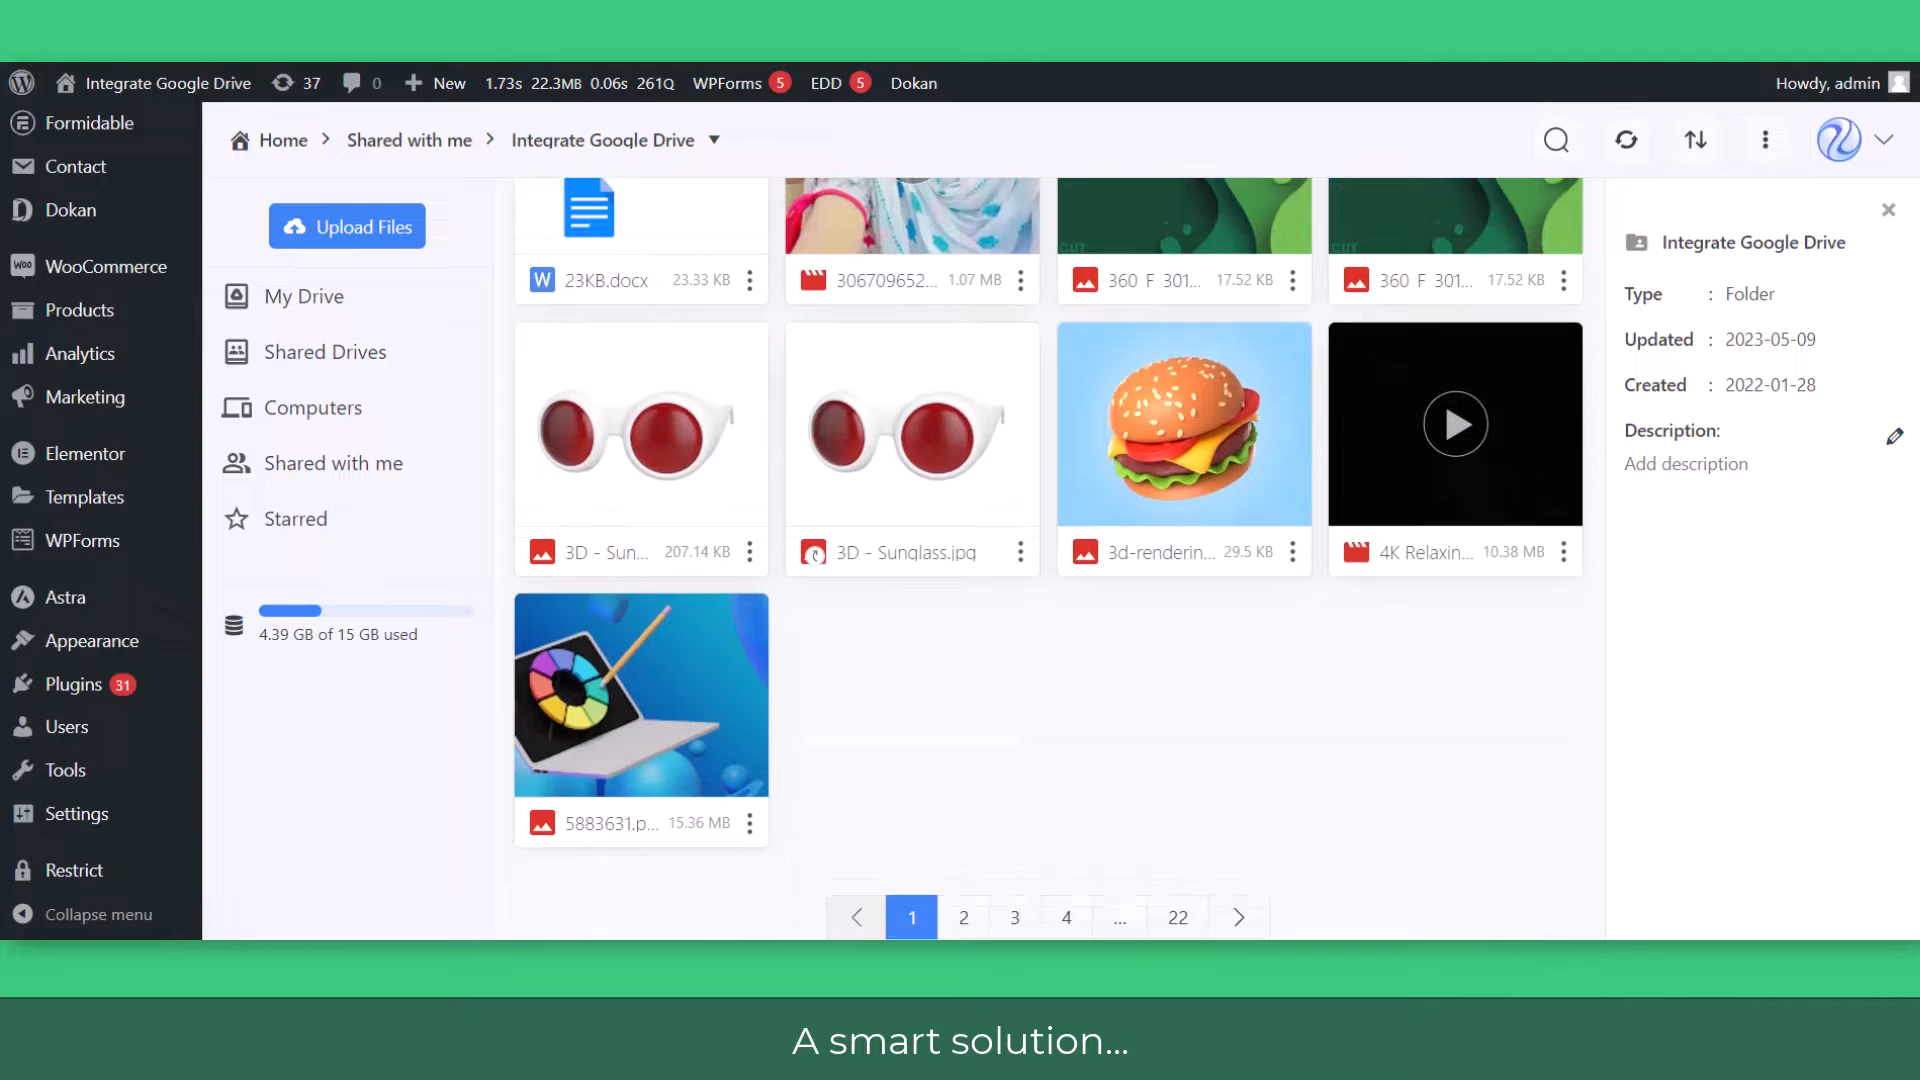 Integrate Google Drive 37 0 New 1.73s 22.3MB 0.06s 261Q WPForms 5 EDD 5 Dokan Howdy, admin
Formidable
Contact
Dokan
WooCommerce
Products
Analytics
Marketing
Elementor
Templates
WPForms
Astra
Appearance
Plugins 31
Users
Tools
Settings
Restrict
Collapse menu
Home > Shared with me > Integrate Google Drive
Upload Files
My Drive
Shared Drives
Computers
Shared with me
Starred
4.39 GB of 15 GB used
CUT
CUT
W 23KB.docx 23.33 KB
306709652... 1.07 MB
360 F 301... 17.52 KB
360 F 301... 17.52 KB
3D - Sun... 207.14 KB
3D - Sunglass.jpg
3d-renderin... 29.5 KB
4K Relaxin... 10.38 MB
5883631.p... 15.36 MB
1 2 3 4 ... 22
Integrate Google Drive
Type : Folder
Updated : 2023-05-09
Created : 2022-01-28
Description:
Add description
A smart solution...